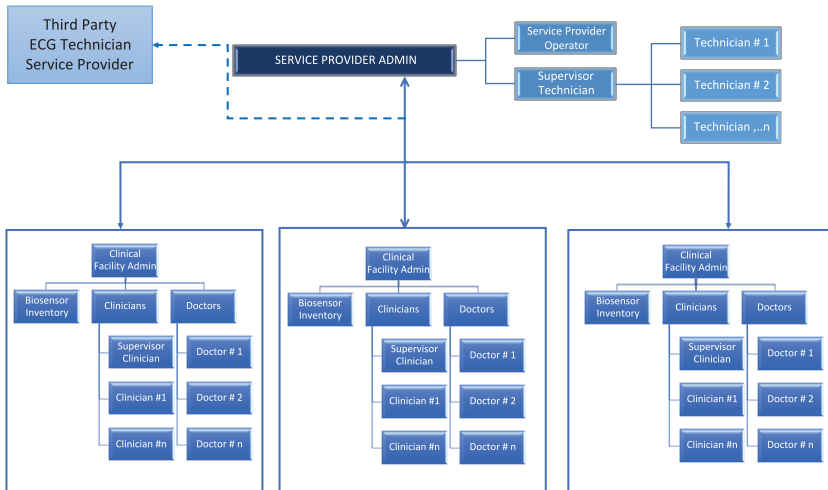 Third Party
ECG Technician
Service Provider
SERVICE PROVIDER ADMIN
Service Provider
Operator
Supervisor
Technician
Technician # 1
Technician # 2
Technician ,..n
Clinical
Facility Admin
Biosensor
Inventory
Clinicians
Doctors
Supervisor
Clinician
Doctor # 1
Clinician #1
Doctor # 2
Clinician #n
Doctor # n
Clinical
Facility Admin
Biosensor
Inventory
Clinicians
Doctors
Supervisor
Clinician
Doctor # 1
Clinician #1
Doctor # 2
Clinician #n
Doctor # n
Clinical
Facility Admin
Biosensor
Inventory
Clinicians
Doctors
Supervisor
Clinician
Doctor # 1
Clinician #1
Doctor # 2
Clinician #n
Doctor # n